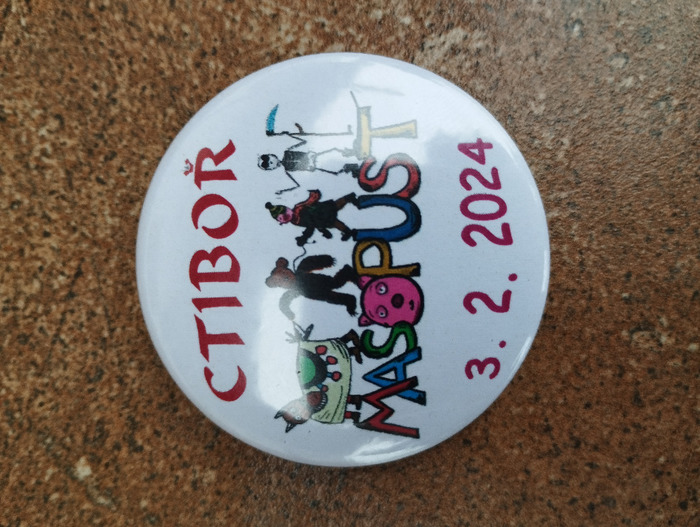 CTIBOŘ
MASOPUST
3. 2. 2024